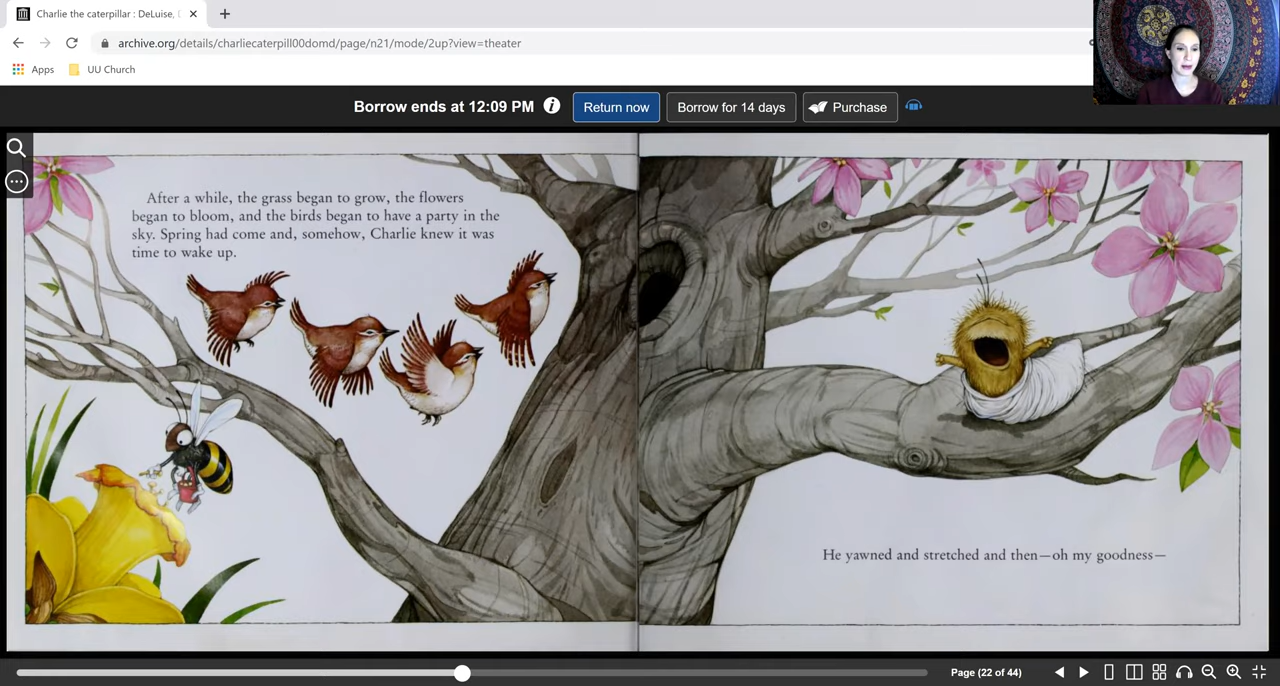 Charlie the caterpillar : DeLuise, 
archive.org/details/charliecaterpill00domd/page/n21/mode/2up?view=theater
Apps
UU Church
Borrow ends at 12:09 PM
Return now
Borrow for 14 days
Purchase
After a while, the grass began to grow, the flowers
began to bloom, and the birds began to have a party in the
sky. Spring had come and, somehow, Charlie knew it was
time to wake up.
He yawned and stretched and then—oh my goodness—
Page (22 of 44)